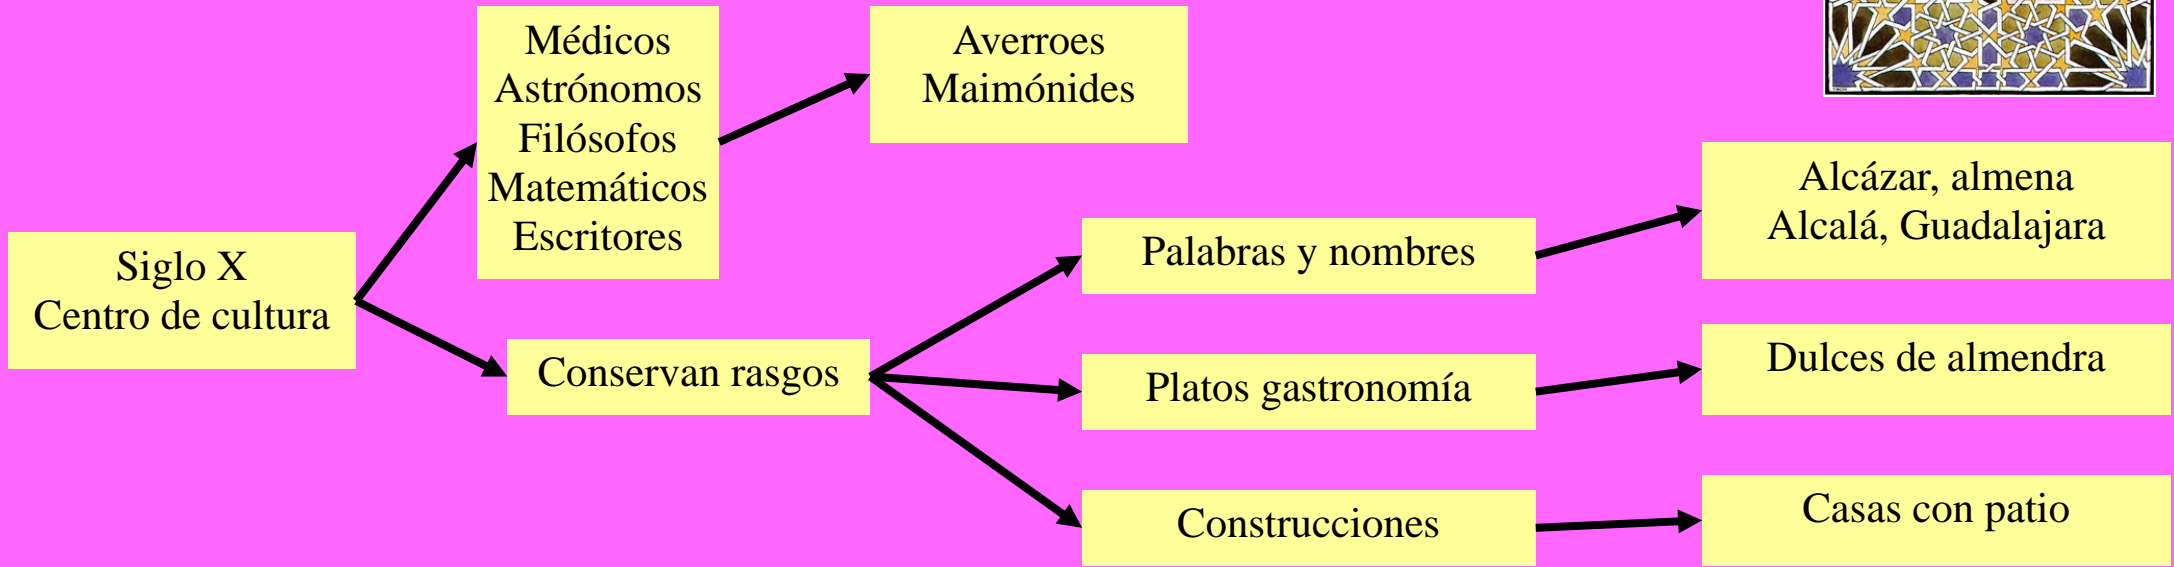 Siglo X
Centro de cultura
Médicos
Astrónomos
Filósofos
Matemáticos
Escritores
Averroes
Maimónides
Conservan rasgos
Palabras y nombres
Alcázar, almena
Alcalá, Guadalajara
Platos gastronomía
Dulces de almendra
Construcciones
Casas con patio